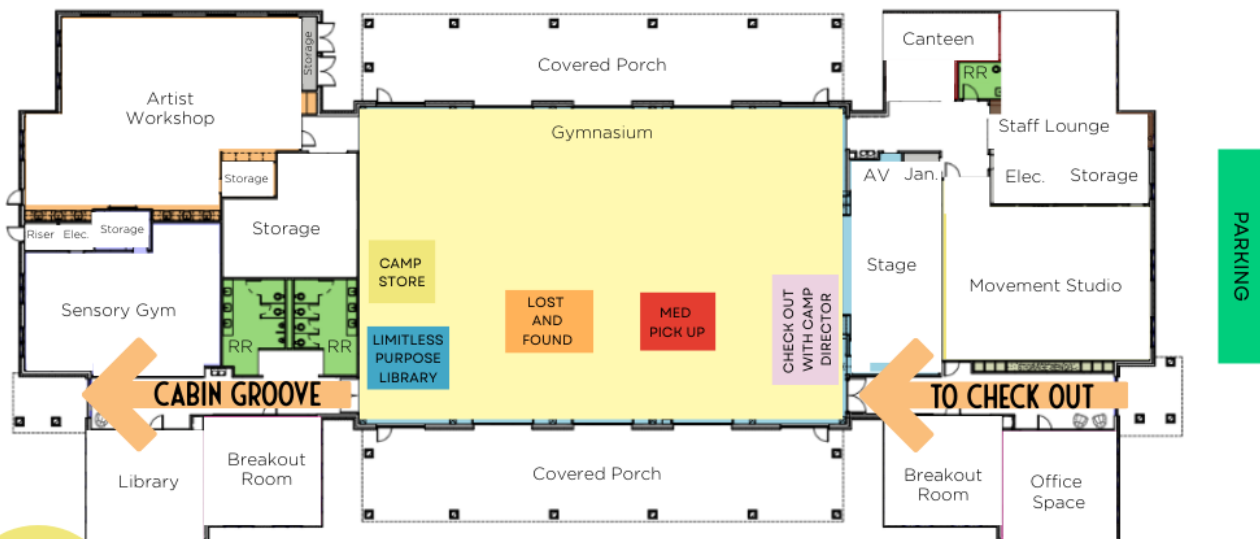 Artist
Workshop
Storage
Storage
Riser
Elec.
Storage
Storage
Sensory Gym
RR
RR
CABIN GROOVE
Library
Breakout
Room
Covered Porch
Gymnasium
CAMP
STORE
LIMITLESS
PURPOSE
LIBRARY
LOST
AND
FOUND
MED
PICK UP
CHECK OUT
WITH CAMP
DIRECTOR
Covered Porch
Canteen
RR
Staff Lounge
AV
Jan.
Elec.
Storage
Stage
Movement Studio
TO CHECK OUT
Breakout
Room
Office
Space
PARKING